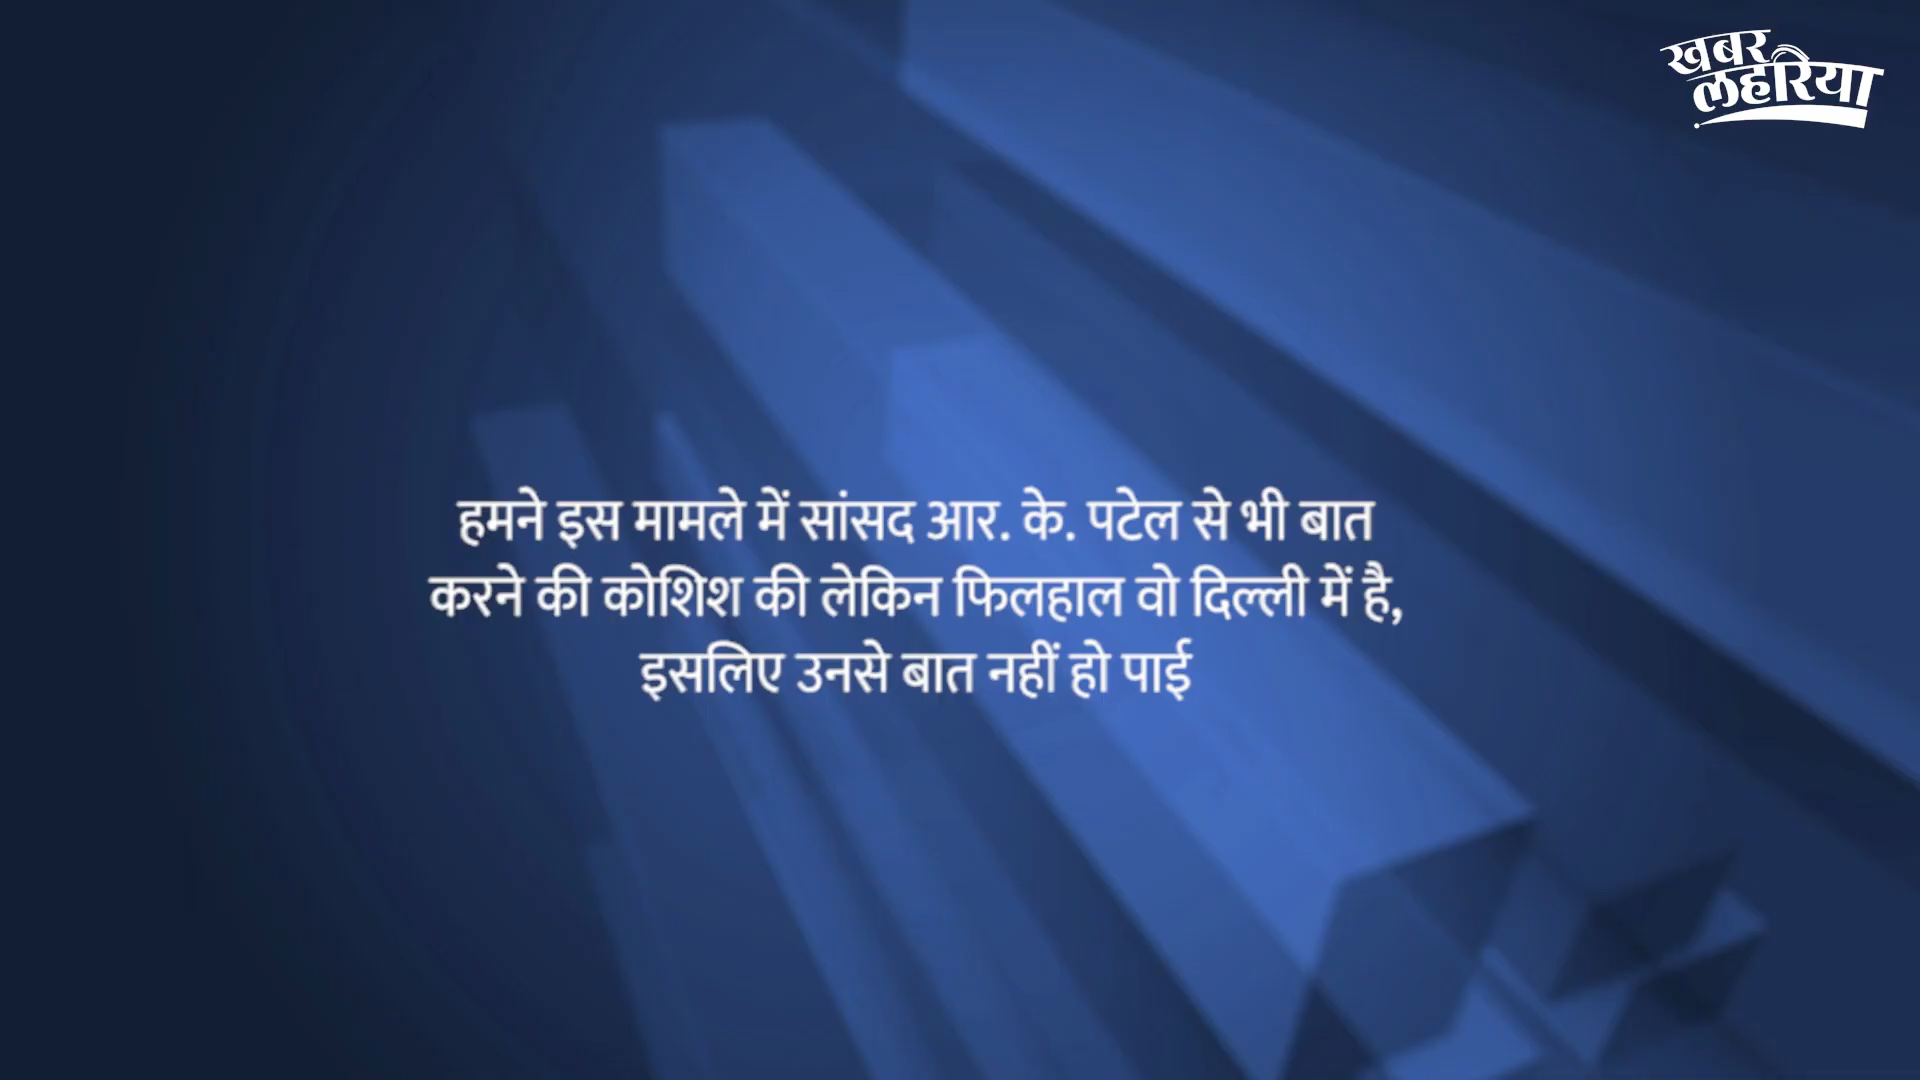 खबर
लहरिया
हमने इस मामले में सांसद आर. के. पटेल से भी बात
करने की कोशिश की लेकिन फिलहाल वो दिल्ली में है,
इसलिए उनसे बात नहीं हो पाई